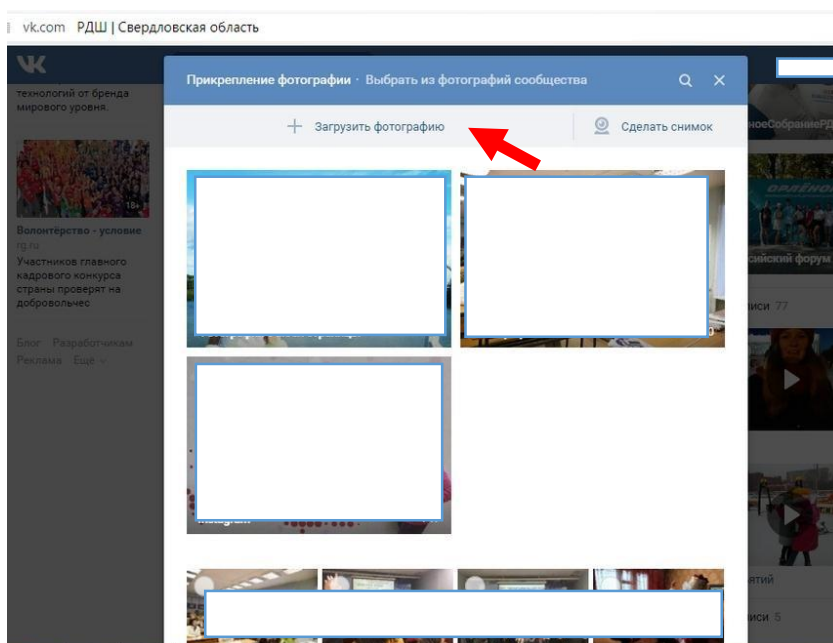 vk.com РДШ | Свердловская область
Прикрепление фотографии · Выбрать из фотографий сообщества
технологий от бренда
мирового уровня.
Загрузить фотографию
Сделать снимок
18+
Волонтёрство - условие
rg.ru
Участников главного
кадрового конкурса
страны проверят на
добровольчес
Блог Разработчикам
Реклама Ещё
ОРЛЁНО
сийский форум
иси 77
Instagram
ятий
иси 5